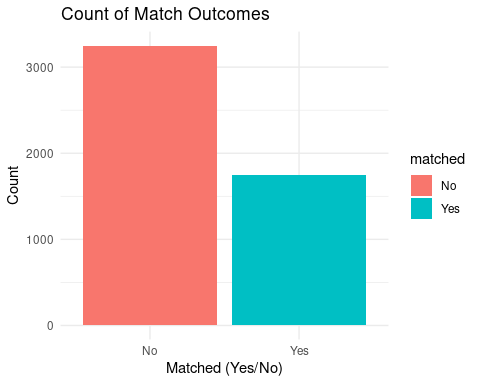 Count of Match Outcomes
Count
3000
2000
1000
0
No
Yes
Matched (Yes/No)
matched
No
Yes